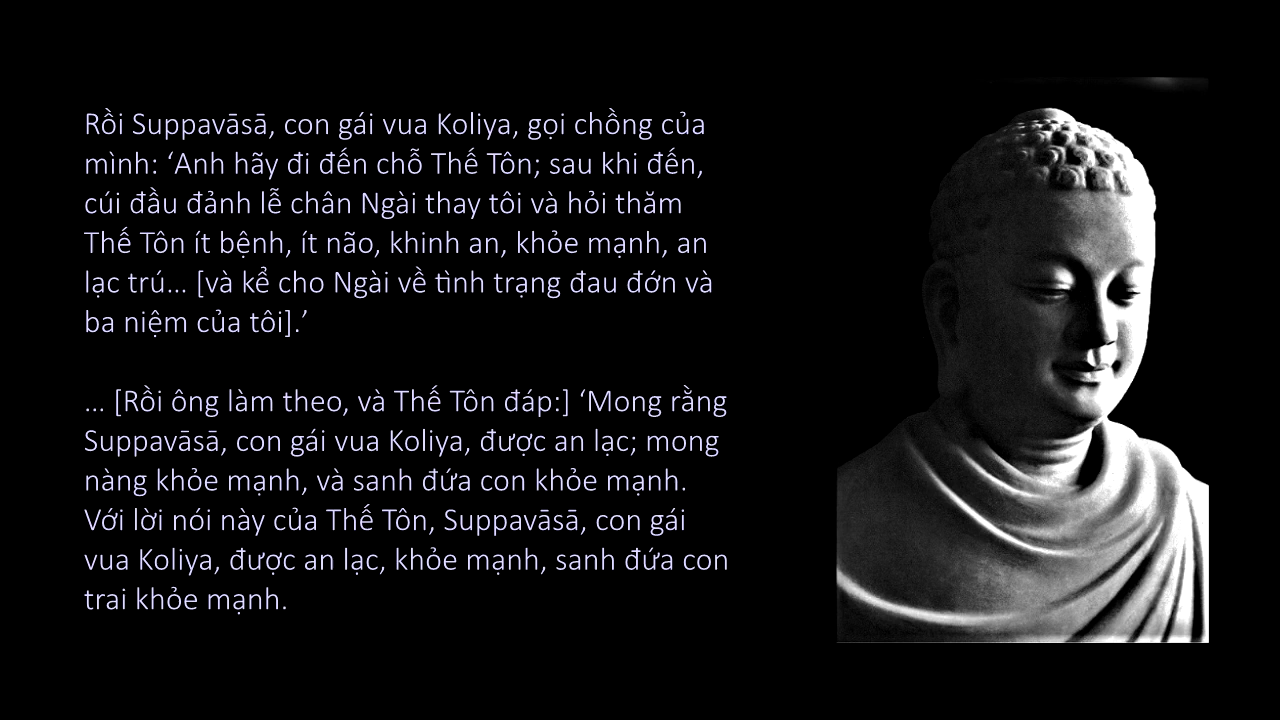 Rồi Suppavāsā, con gái vua Koliya, gọi chồng của
mình: ‘Anh hãy đi đến chỗ Thế Tôn; sau khi đến,
cúi đầu đảnh lễ chân Ngài thay tôi và hỏi thăm
Thế Tôn ít bệnh, ít não, khinh an, khỏe mạnh, an
lạc trú… [và kể cho Ngài về tình trạng đau đớn và
ba niệm của tôi].’
… [Rồi ông làm theo, và Thế Tôn đáp:] ‘Mong rằng
Suppavāsā, con gái vua Koliya, được an lạc; mong
nàng khỏe mạnh, và sanh đứa con khỏe mạnh.
Với lời nói này của Thế Tôn, Suppavāsā, con gái
vua Koliya, được an lạc, khỏe mạnh, sanh đứa con
trai khỏe mạnh.